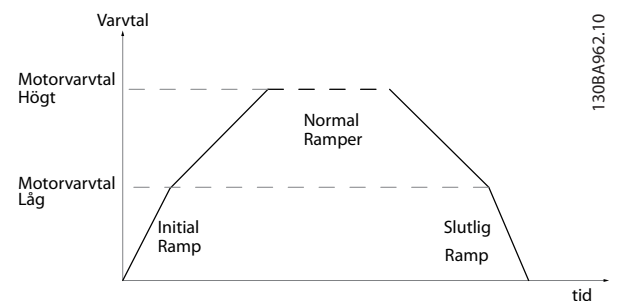 Varvtal
130BA962.10
Motorvarvtal
Högt
Normal
Ramper
Motorvarvtal
Låg
Initial
Ramp
Slutlig
Ramp
tid